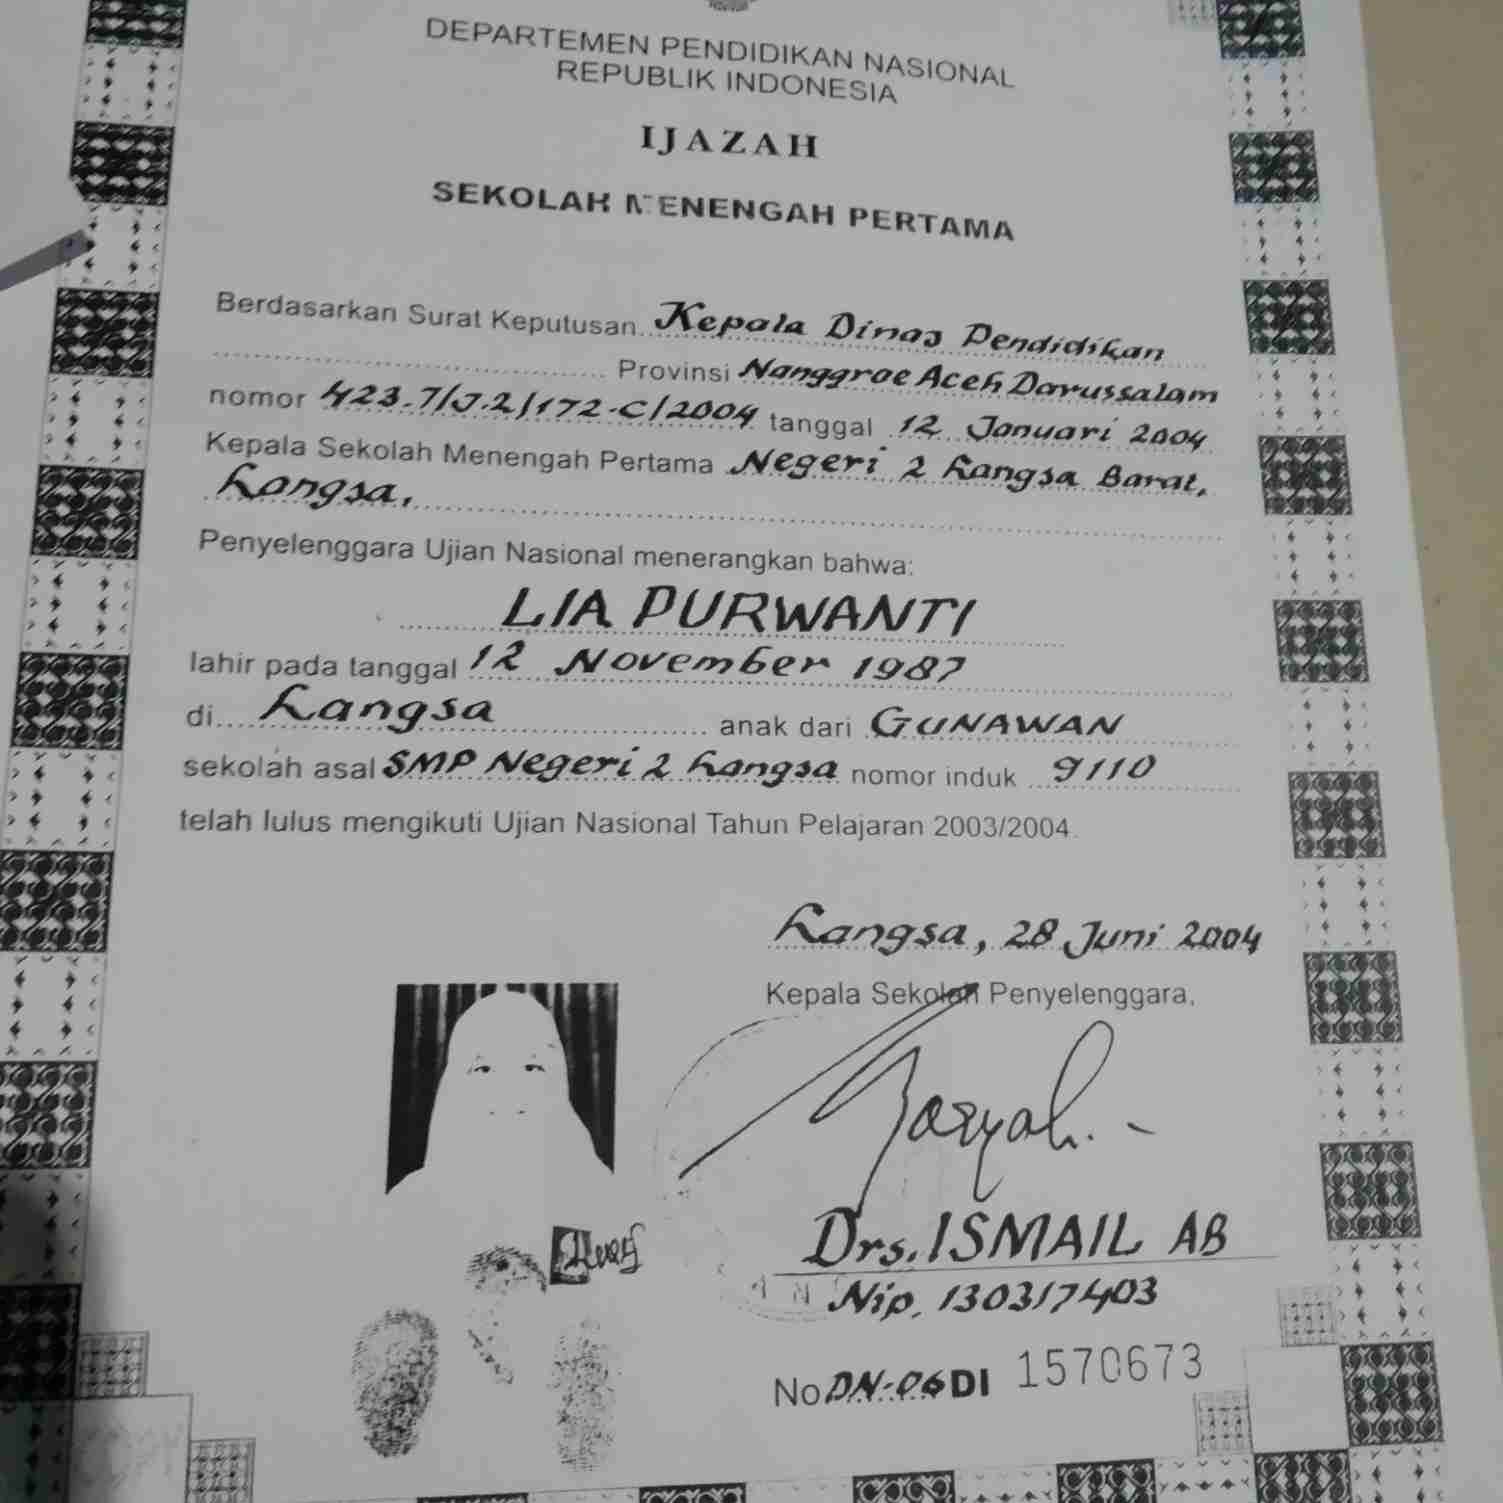 DEPARTEMEN PENDIDIKAN NASIONAL
REPUBLIK INDONESIA
IJAZAH
SEKOLAH MENENGAH PERTAMA
Berdasarkan Surat Keputusan Kepala Dinas Pendidikan
Provinsi Nanggroe Aceh Darussalam
nomor 423.7/J.2/172-C/2004 tanggal 12 Januari 2004
Kepala Sekolah Menengah Pertama Negeri 2 Langsa Barat,
Langsa,
Penyelenggara Ujian Nasional menerangkan bahwa:
LIA PURWANTI
lahir pada tanggal 12 November 1987
di Langsa anak dari GUNAWAN
sekolah asal SMP Negeri 2 Langsa nomor induk 9110
telah lulus mengikuti Ujian Nasional Tahun Pelajaran 2003/2004.
Langsa, 28 Juni 2004
Kepala Sekolah Penyelenggara,
Drs. ISMAIL AB
Nip. 130317403
No DN-06 DI 1570673